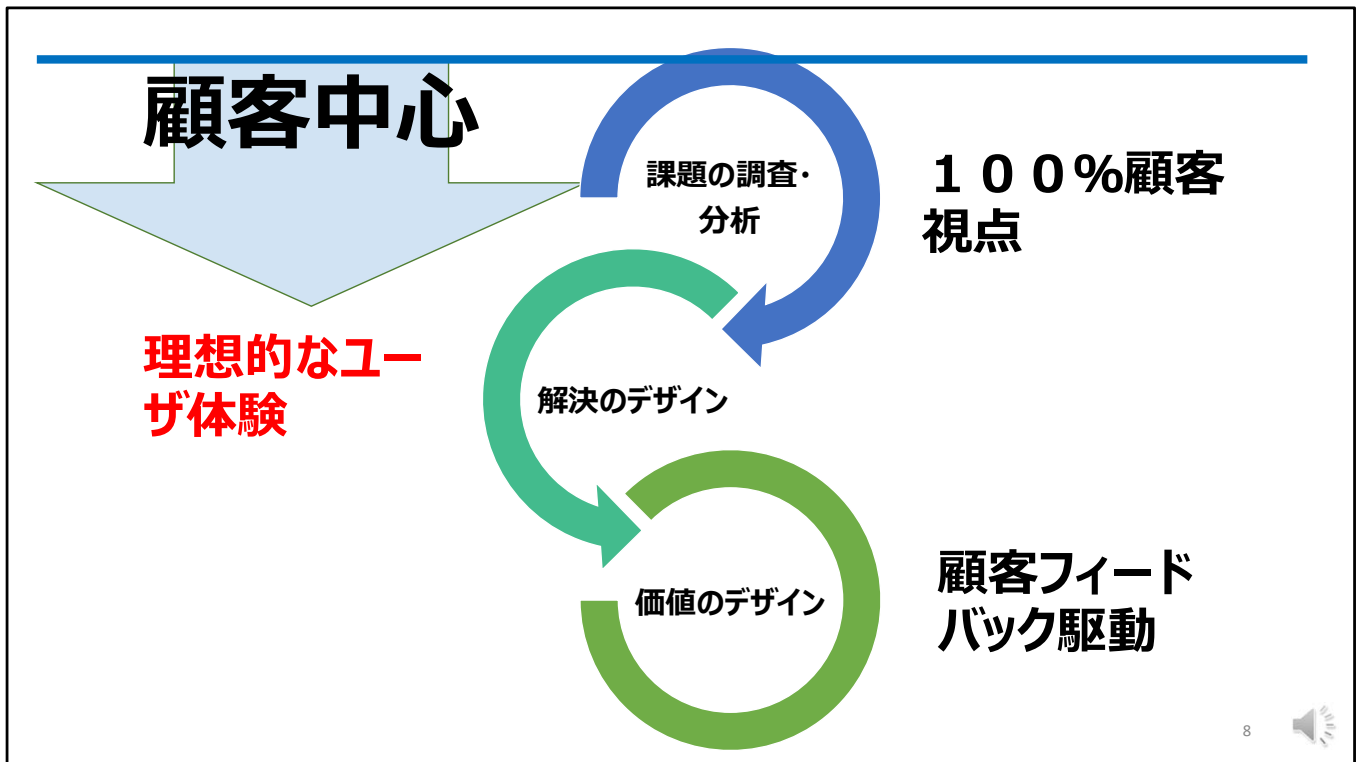 顧客中心
課題の調査・
分析
１００%顧客
視点
理想的なユー
ザ体験
解決のデザイン
価値のデザイン
顧客フィード
バック駆動
8